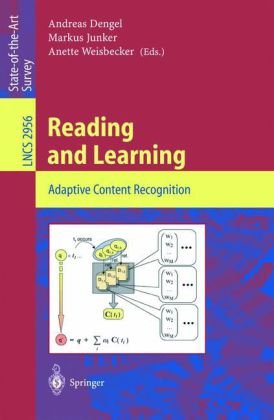 Andreas Dengel
Markus Junker
Anette Weisbecker (Eds.)
State-of-the-Art
Survey
LNCS 2956
Reading
and Learning
Adaptive Content Recognition
Springer